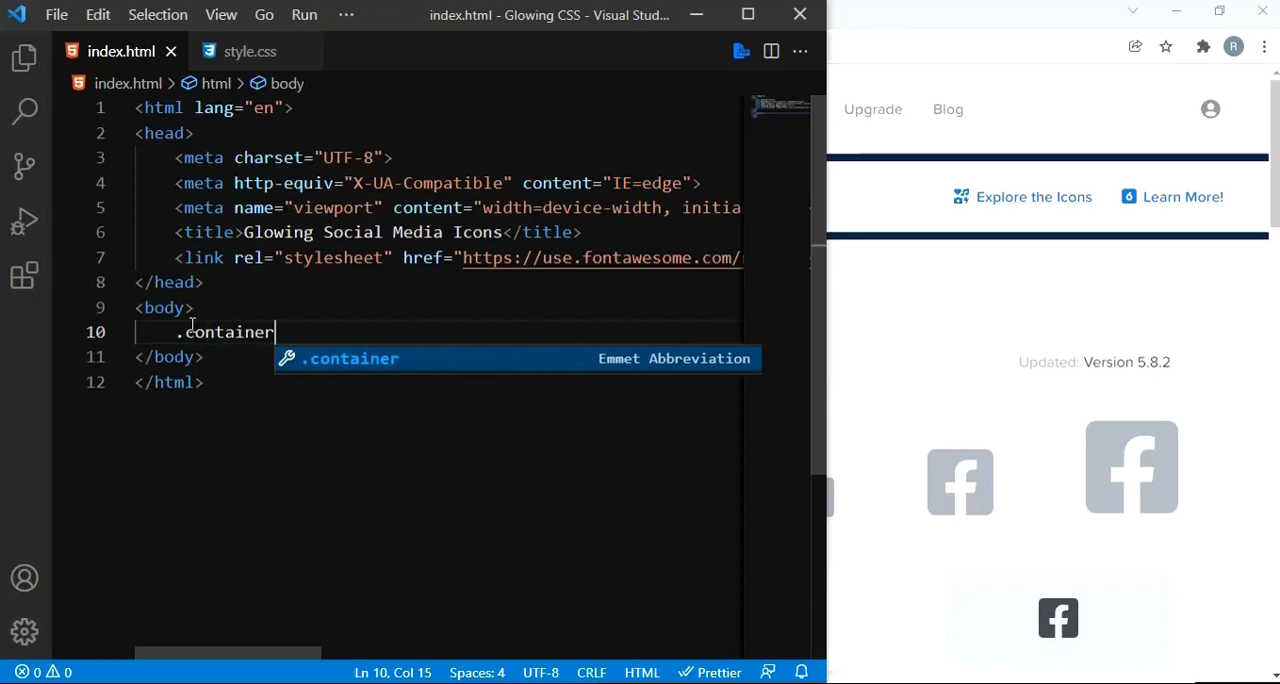 File Edit Selection View Go Run ··· index.html - Glowing CSS - Visual Stud...
index.html style.css
index.html > html > body
1 <html lang="en">
2 <head>
3 <meta charset="UTF-8">
4 <meta http-equiv="X-UA-Compatible" content="IE=edge">
5 <meta name="viewport" content="width=device-width, initia
6 <title>Glowing Social Media Icons</title>
7 <link rel="stylesheet" href="https://use.fontawesome.com/
8 </head>
9 <body>
10 .container
.container Emmet Abbreviation
11 </body>
12 </html>
0 0 Ln 10, Col 15 Spaces: 4 UTF-8 CRLF HTML Prettier
R
Upgrade Blog
Explore the Icons 6 Learn More!
Updated: Version 5.8.2